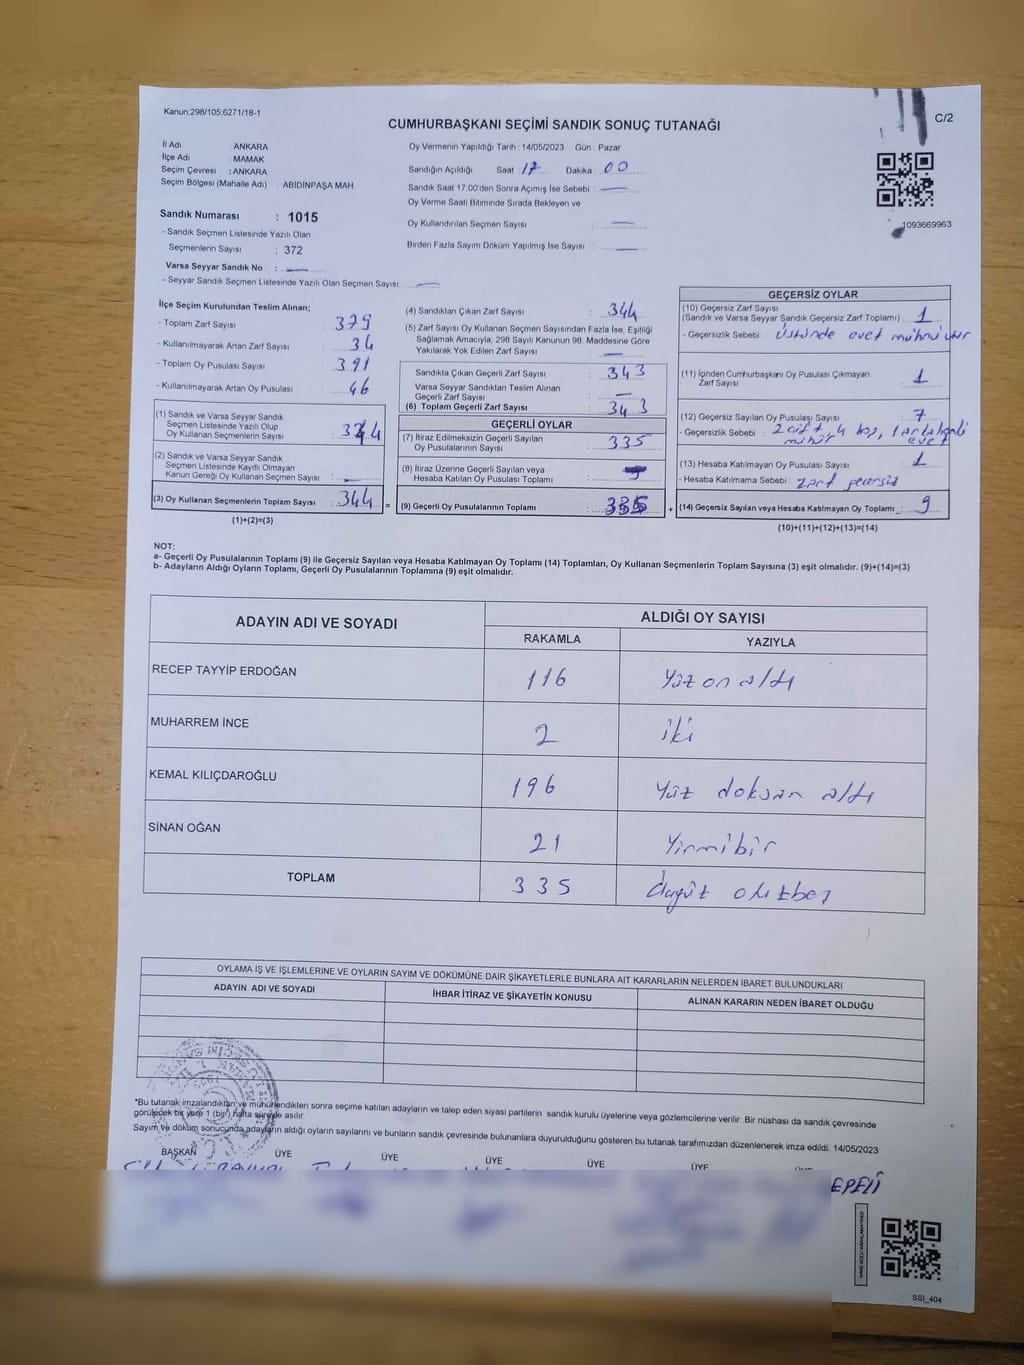 Kanun;298/105;6271/18-1
C/2
CUMHURBAŞKANI SEÇİMİ SANDIK SONUÇ TUTANAĞI
İl Adı : ANKARA
İlçe Adı : MAMAK
Seçim Çevresi : ANKARA
Seçim Bölgesi (Mahalle Adı) : ABİDİNPAŞA MAH.
Sandık Numarası : 1015
- Sandık Seçmen Listesinde Yazılı Olan
Seçmenlerin Sayısı : 372
Varsa Seyyar Sandık No :
- Seyyar Sandık Seçmen Listesinde Yazılı Olan Seçmen Sayısı:
Oy Vermenin Yapıldığı Tarih : 14/05/2023 Gün : Pazar
Sandığın Açıldığı Saat : 17 Dakika : 00
Sandık Saat 17.00'den Sonra Açımış İse Sebebi :
Oy Verme Saati Bitiminde Sırada Bekleyen ve
Oy Kullandırılan Seçmen Sayısı :
Birden Fazla Sayım Döküm Yapılmış İse Sayısı :
1093669963
İlçe Seçim Kurulundan Teslim Alınan;
- Toplam Zarf Sayısı : 379
- Kullanılmayarak Artan Zarf Sayısı : 34
- Toplam Oy Pusulası Sayısı : 391
- Kullanılmayarak Artan Oy Pusulası : 46
(1) Sandık ve Varsa Seyyar Sandık
Seçmen Listesinde Yazılı Olup
Oy Kullanan Seçmenlerin Sayısı : 344
(2) Sandık ve Varsa Seyyar Sandık
Seçmen Listesinde Kayıtlı Olmayan
Kanun Gereği Oy Kullanan Seçmen Sayısı :
(3) Oy Kullanan Seçmenlerin Toplam Sayısı : 344 =
(1)+(2)=(3)
(4) Sandıktan Çıkan Zarf Sayısı : 344
(5) Zarf Sayısı Oy Kullanan Seçmen Sayısından Fazla İse, Eşitliği
Sağlamak Amacıyla, 298 Sayılı Kanunun 98. Maddesine Göre
Yakılarak Yok Edilen Zarf Sayısı :
Sandıkta Çıkan Geçerli Zarf Sayısı : 343
Varsa Seyyar Sandıktan Teslim Alınan
Geçerli Zarf Sayısı :
(6) Toplam Geçerli Zarf Sayısı : 343
GEÇERLİ OYLAR
(7) İtiraz Edilmeksizin Geçerli Sayılan
Oy Pusulasının Sayısı : 335
(8) İtiraz Üzerine Geçerli Sayılan veya
Hesaba Katılan Oy Pusulası Toplamı :
(9) Geçerli Oy Pusulalarının Toplamı : 335 +
GEÇERSİZ OYLAR
(10) Geçersiz Zarf Sayısı
(Sandık ve Varsa Seyyar Sandık Geçersiz Zarf Toplamı) : 1
- Geçersizlik Sebebi : Üstünde evet mührü var
(11) İçinden Cumhurbaşkanı Oy Pusulası Çıkmayan
Zarf Sayısı : 1
(12) Geçersiz Sayılan Oy Pusulası Sayısı : 7
- Geçersizlik Sebebi : 2 çift, 4 boş, 1 arkalı
mühür evet
(13) Hesaba Katılmayan Oy Pusulası Sayısı : 1
- Hesaba Katılmama Sebebi : zarf geçersiz
(14) Geçersiz Sayılan veya Hesaba Katılmayan Oy Toplamı : 9
(10)+(11)+(12)+(13)=(14)
NOT:
a- Geçerli Oy Pusulalarının Toplamı (9) ile Geçersiz Sayılan veya Hesaba Katılmayan Oy Toplamı (14) Toplamları, Oy Kullanan Seçmenlerin Toplam Sayısına (3) eşit olmalıdır. (9)+(14)=(3)
b- Adayların Aldığı Oyların Toplamı, Geçerli Oy Pusulalarının Toplamına (9) eşit olmalıdır.
ADAYIN ADI VE SOYADI ALDIĞI OY SAYISI
RAKAMLA YAZIYLA
RECEP TAYYİP ERDOĞAN 116 Yüz on altı
MUHARREM İNCE 2 iki
KEMAL KILIÇDAROĞLU 196 Yüz doksan altı
SİNAN OĞAN 21 Yirmibir
TOPLAM 335 üçyüz otuzbeş
OYLAMA İŞ VE İŞLEMLERİNE VE OYLARIN SAYIM VE DÖKÜMÜNE DAİR ŞİKAYETLERLE BUNLARA AİT KARARLARIN NELERDEN İBARET BULUNDUKLARI
ADAYIN ADI VE SOYADI İHBAR İTİRAZ VE ŞİKAYETİN KONUSU ALINAN KARARIN NEDEN İBARET OLDUĞU
*Bu tutanak imzalandıktan ve mühürlendikten sonra seçime katılan adayların ve talep eden siyasi partilerin sandık kurulu üyelerine veya gözlemcilerine verilir. Bir nüshası da sandık çevresinde
görülecek bir yere 1 (bir) hafta süreyle asılır.
Sayım ve döküm sonucunda adayların aldığı oyların sayılarını ve bunların sandık çevresinde bulunanlara duyurulduğunu gösteren bu tutanak tarafımızdan düzenlenerek imza edildi. 14/05/2023
BAŞKAN ÜYE ÜYE ÜYE ÜYE ÜYE
SSI_404